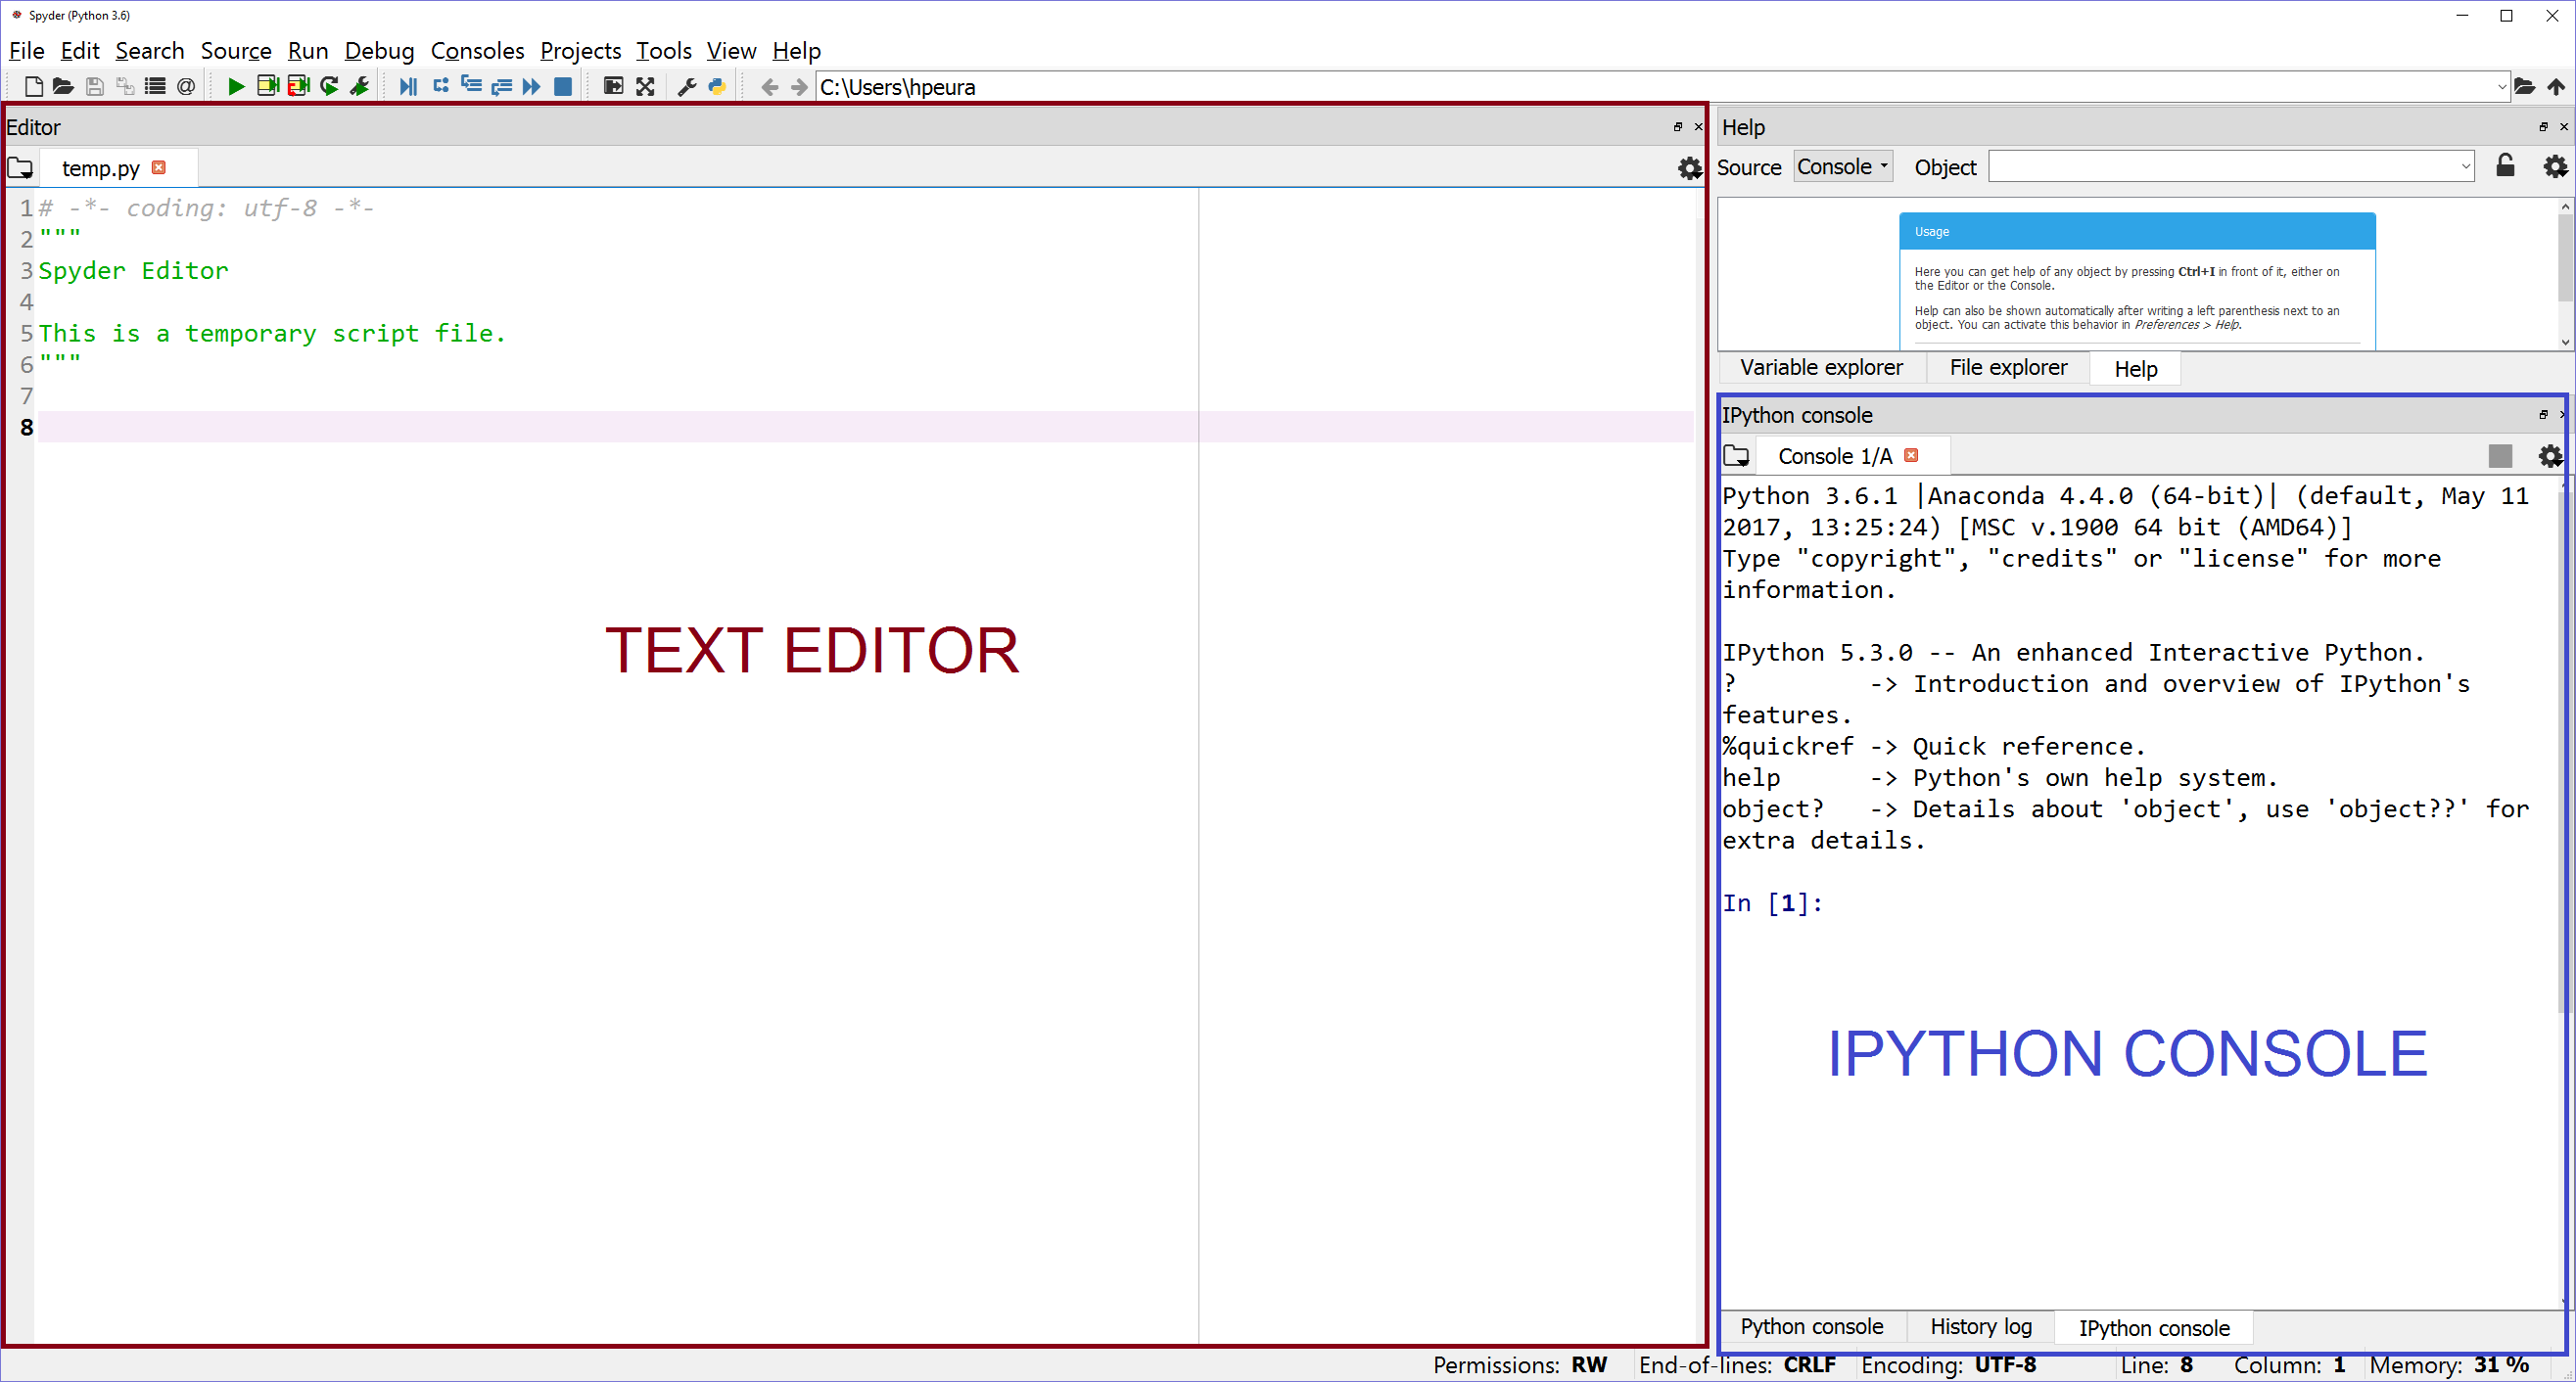 Spyder (Python 3.6)
File Edit Search Source Run Debug Consoles Projects Tools View Help
C:\Users\hpeura
Editor
temp.py
1 # -*- coding: utf-8 -*-
2 """
3 Spyder Editor
4
5 This is a temporary script file.
6 """
7
8
TEXT EDITOR
Help
Source Console Object
Usage
Here you can get help of any object by pressing Ctrl+I in front of it, either on
the Editor or the Console.
Help can also be shown automatically after writing a left parenthesis next to an
object. You can activate this behavior in Preferences > Help.
Variable explorer File explorer Help
IPython console
Console 1/A
Python 3.6.1 |Anaconda 4.4.0 (64-bit)| (default, May 11
2017, 13:25:24) [MSC v.1900 64 bit (AMD64)]
Type "copyright", "credits" or "license" for more
information.
IPython 5.3.0 -- An enhanced Interactive Python.
? -> Introduction and overview of IPython's
features.
%quickref -> Quick reference.
help -> Python's own help system.
object? -> Details about 'object', use 'object??' for
extra details.
In [1]:
IPYTHON CONSOLE
Python console History log IPython console
Permissions: RW End-of-lines: CRLF Encoding: UTF-8 Line: 8 Column: 1 Memory: 31 %